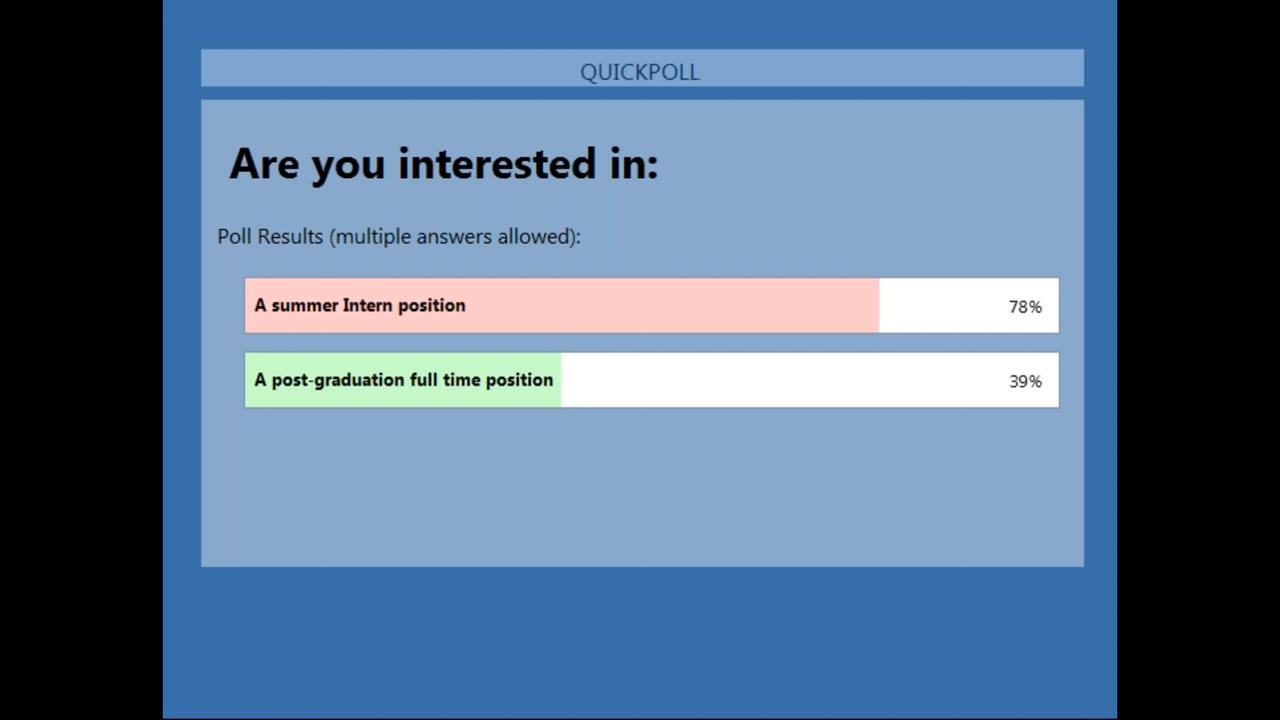 QUICKPOLL
Are you interested in:
Poll Results (multiple answers allowed):
A summer Intern position 78%
A post-graduation full time position 39%